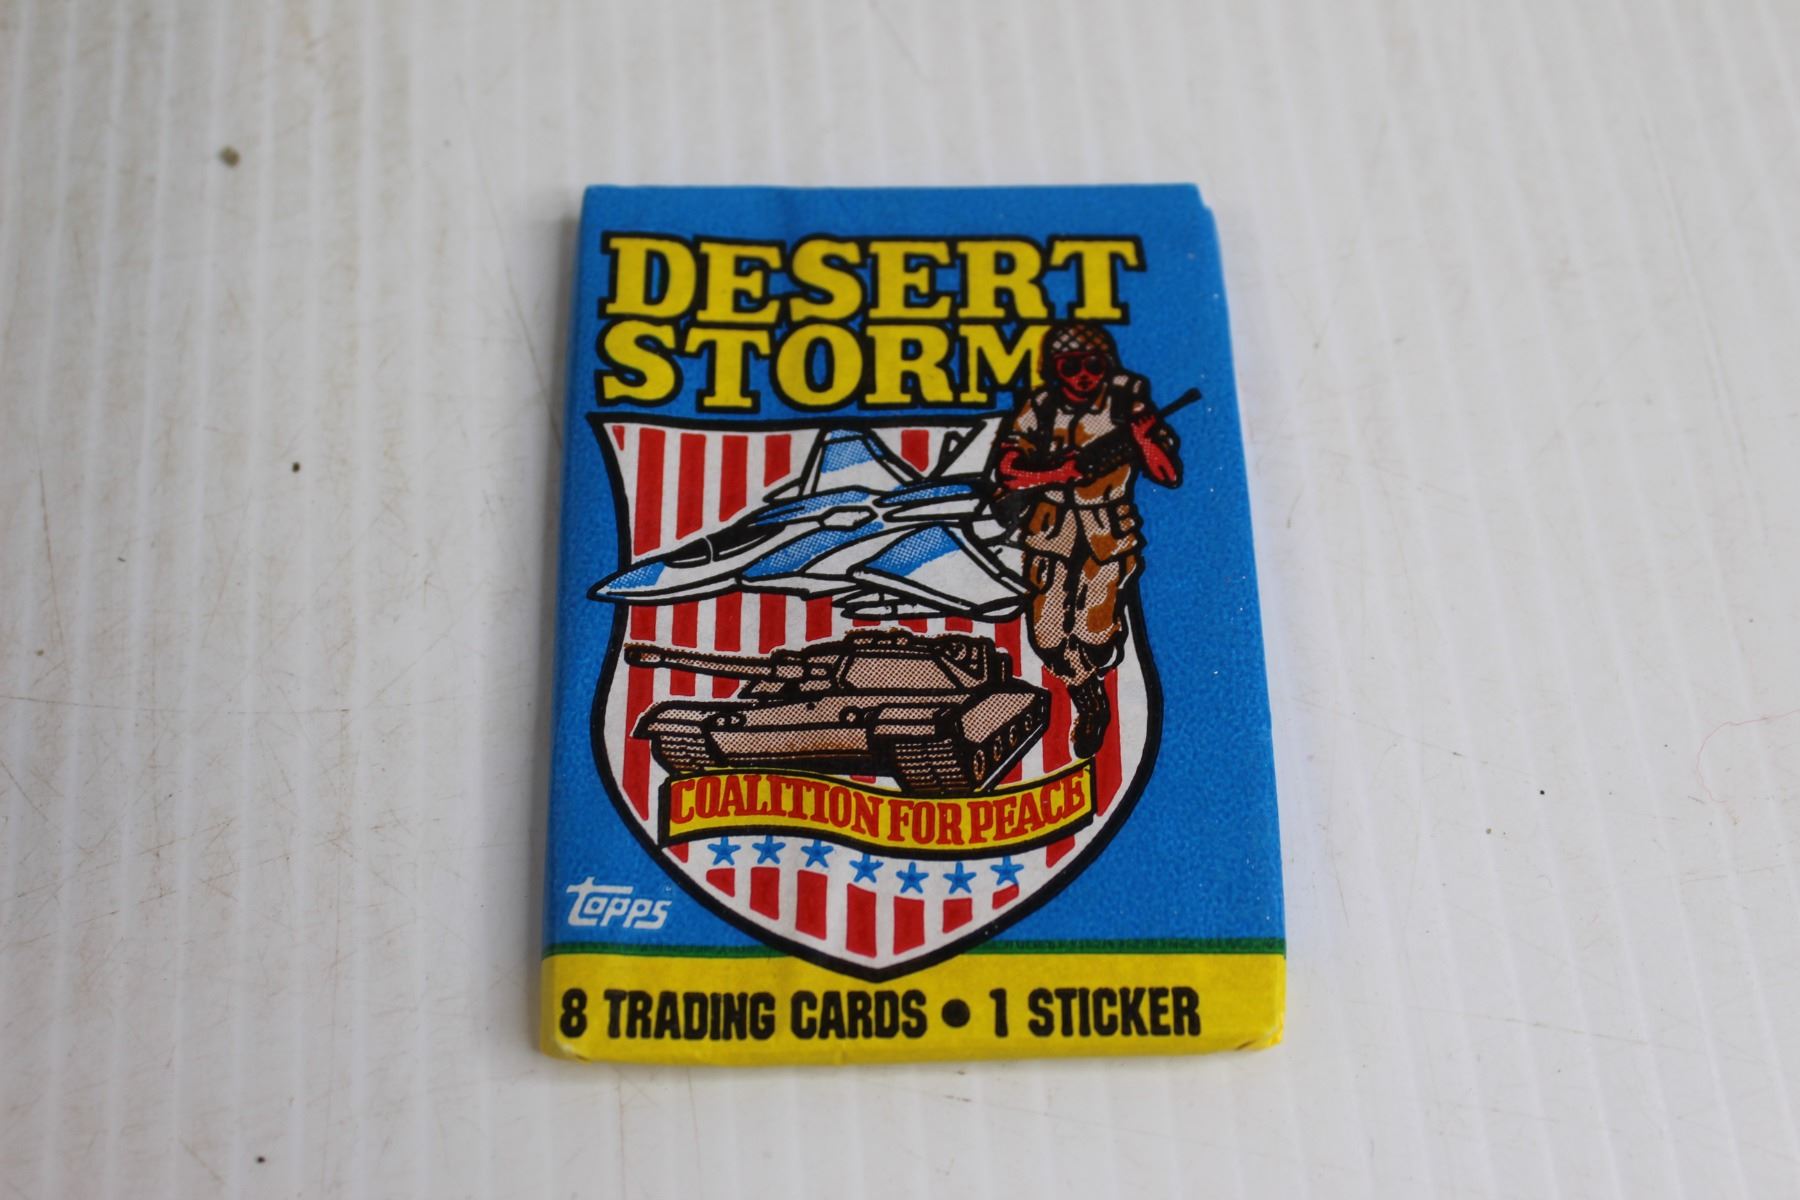 DESERT
STORM
COALITION FOR PEACE
Topps
8 TRADING CARDS • 1 STICKER